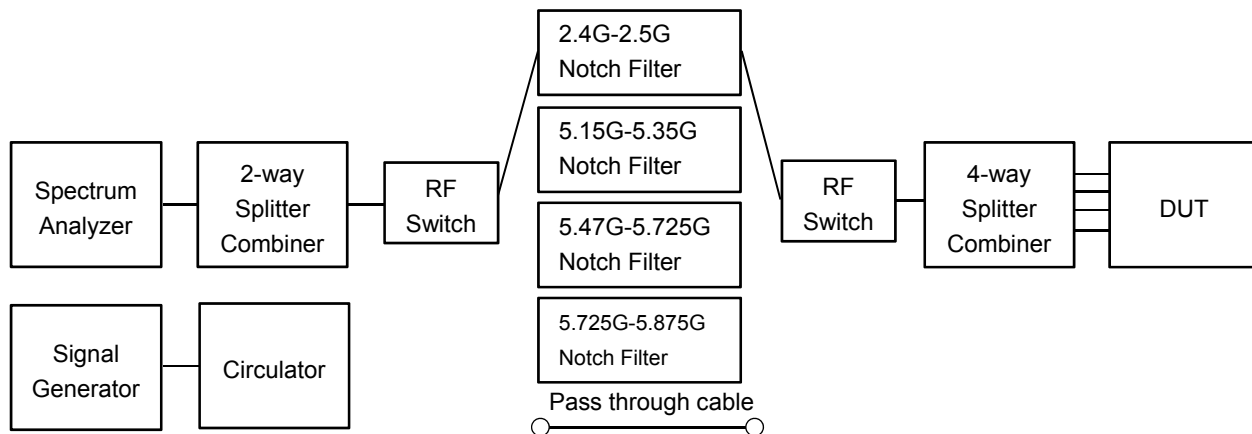 Spectrum
Analyzer
2-way
Splitter
Combiner
RF
Switch
2.4G-2.5G
Notch Filter
5.15G-5.35G
Notch Filter
5.47G-5.725G
Notch Filter
5.725G-5.875G
Notch Filter
Pass through cable
RF
Switch
4-way
Splitter
Combiner
DUT
Signal
Generator
Circulator